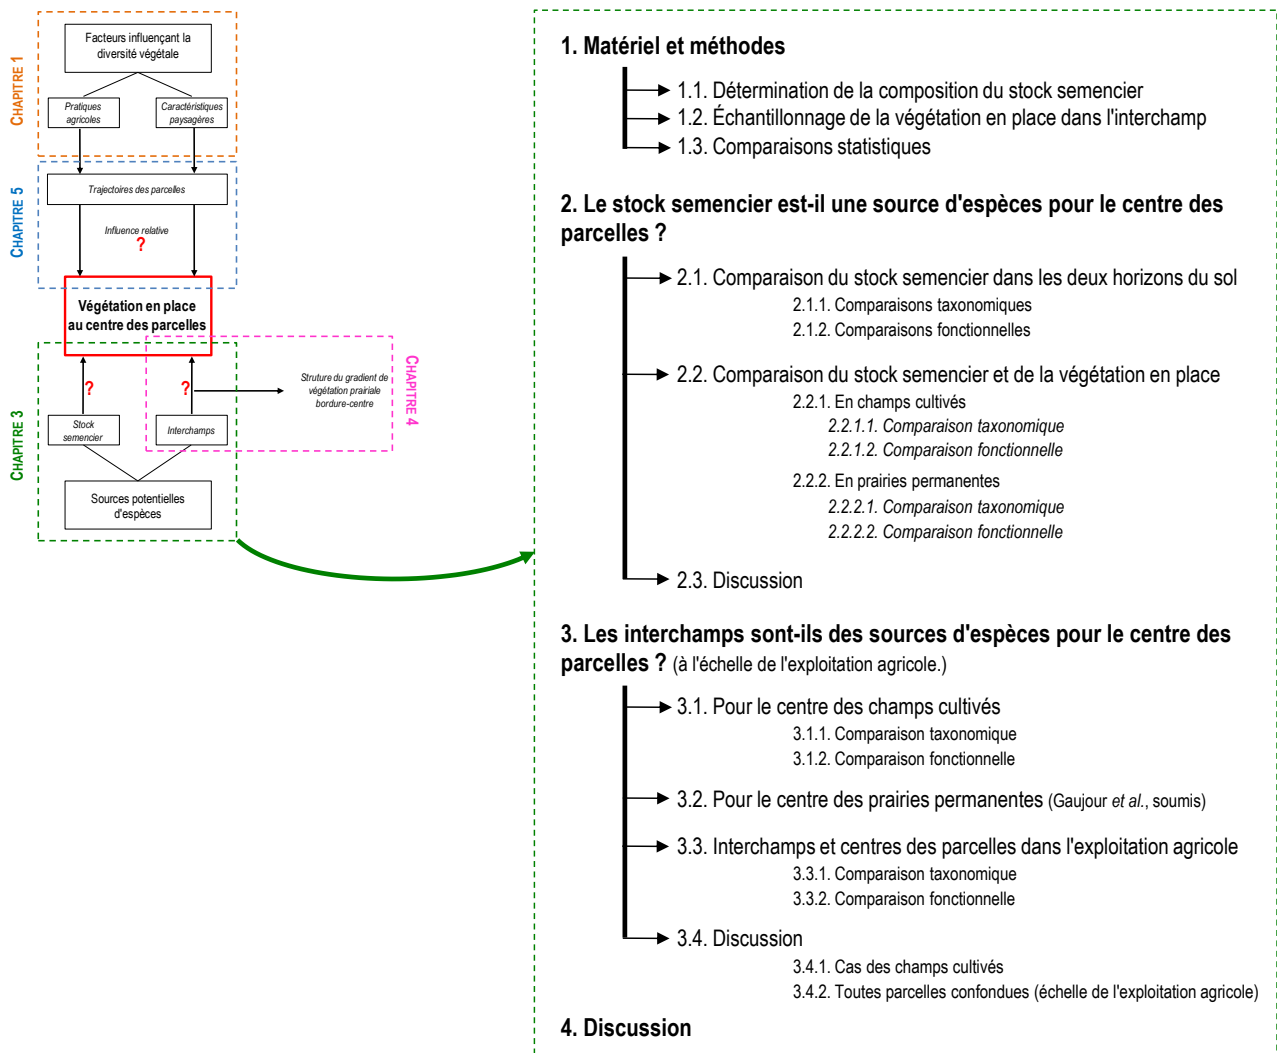 CHAPITRE 1
Facteurs influençant la
diversité végétale
Pratiques
agricoles
Caractéristiques
paysagères
CHAPITRE 5
Trajectoires des parcelles
Influence relative
?
Végétation en place
au centre des parcelles
CHAPITRE 3
?
?
Struture du gradient de
végétation prairiale
bordure-centre
CHAPITRE 4
Stock
semencier
Interchamps
Sources potentielles
d'espèces
1. Matériel et méthodes
1.1. Détermination de la composition du stock semencier
1.2. Échantillonnage de la végétation en place dans l'interchamp
1.3. Comparaisons statistiques
2. Le stock semencier est-il une source d'espèces pour le centre des
parcelles ?
2.1. Comparaison du stock semencier dans les deux horizons du sol
2.1.1. Comparaisons taxonomiques
2.1.2. Comparaisons fonctionnelles
2.2. Comparaison du stock semencier et de la végétation en place
2.2.1. En champs cultivés
2.2.1.1. Comparaison taxonomique
2.2.1.2. Comparaison fonctionnelle
2.2.2. En prairies permanentes
2.2.2.1. Comparaison taxonomique
2.2.2.2. Comparaison fonctionnelle
2.3. Discussion
3. Les interchamps sont-ils des sources d'espèces pour le centre des
parcelles ? (à l'échelle de l'exploitation agricole.)
3.1. Pour le centre des champs cultivés
3.1.1. Comparaison taxonomique
3.1.2. Comparaison fonctionnelle
3.2. Pour le centre des prairies permanentes (Gaujour et al., soumis)
3.3. Interchamps et centres des parcelles dans l'exploitation agricole
3.3.1. Comparaison taxonomique
3.3.2. Comparaison fonctionnelle
3.4. Discussion
3.4.1. Cas des champs cultivés
3.4.2. Toutes parcelles confondues (échelle de l'exploitation agricole)
4. Discussion